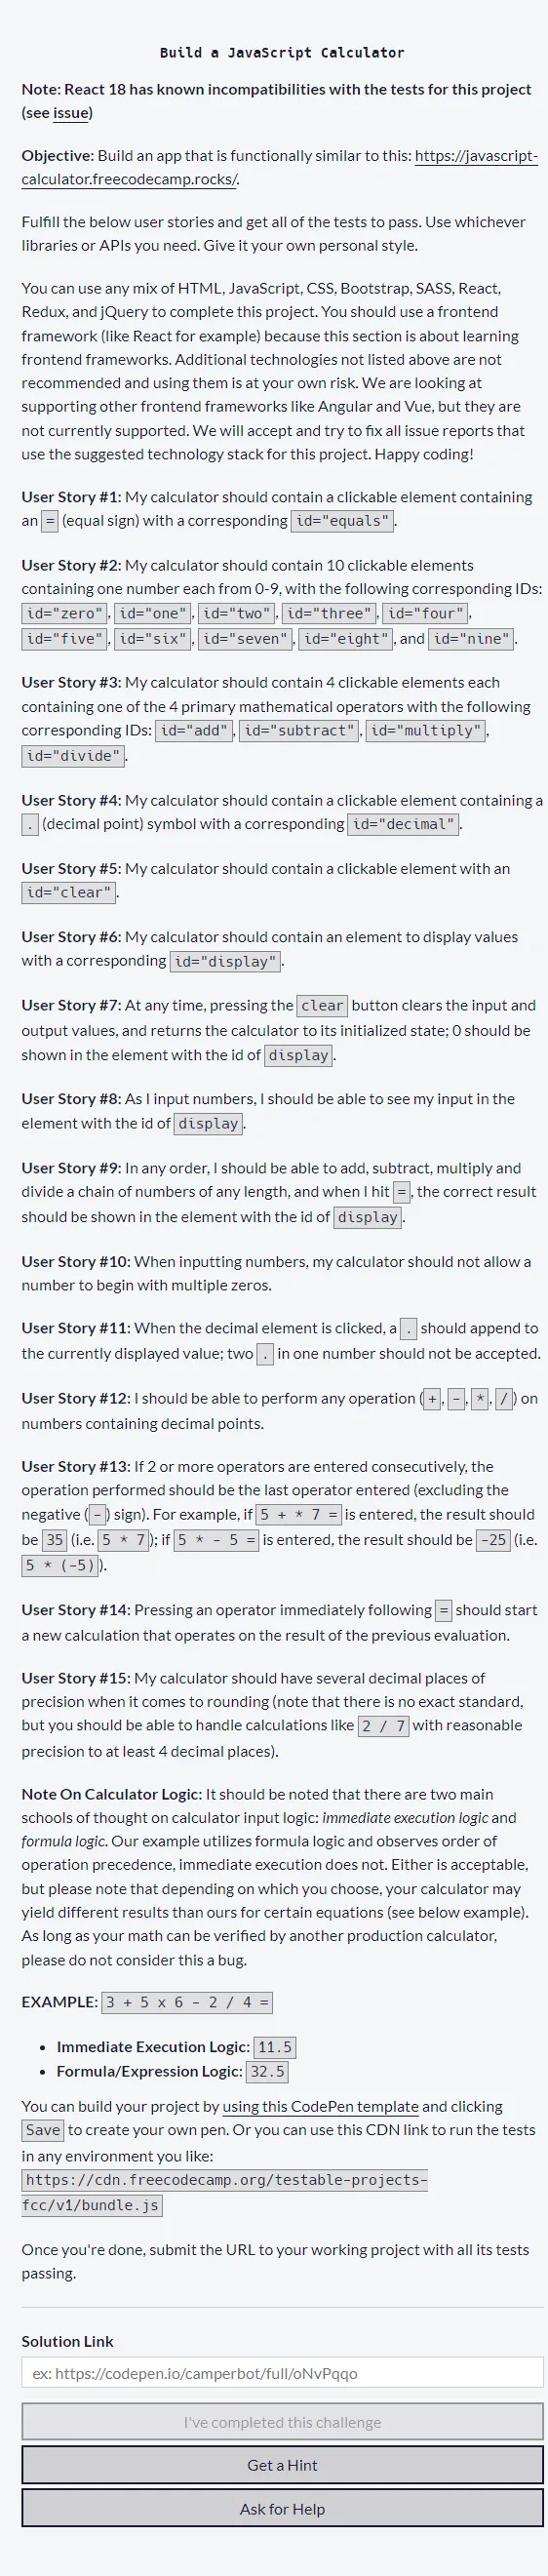 Build a JavaScript Calculator
Note: React 18 has known incompatibilities with the tests for this project
(see issue)
Objective: Build an app that is functionally similar to this: https://javascript-
calculator.freecodecamp.rocks/.
Fulfill the below user stories and get all of the tests to pass. Use whichever
libraries or APIs you need. Give it your own personal style.
You can use any mix of HTML, JavaScript, CSS, Bootstrap, SASS, React,
Redux, and jQuery to complete this project. You should use a frontend
framework (like React for example) because this section is about learning
frontend frameworks. Additional technologies not listed above are not
recommended and using them is at your own risk. We are looking at
supporting other frontend frameworks like Angular and Vue, but they are
not currently supported. We will accept and try to fix all issue reports that
use the suggested technology stack for this project. Happy coding!
User Story #1: My calculator should contain a clickable element containing
an = (equal sign) with a corresponding id="equals".
User Story #2: My calculator should contain 10 clickable elements
containing one number each from 0-9, with the following corresponding IDs:
id="zero", id="one", id="two", id="three", id="four",
id="five", id="six", id="seven", id="eight", and id="nine".
User Story #3: My calculator should contain 4 clickable elements each
containing one of the 4 primary mathematical operators with the following
corresponding IDs: id="add", id="subtract", id="multiply",
id="divide".
User Story #4: My calculator should contain a clickable element containing a
. (decimal point) symbol with a corresponding id="decimal".
User Story #5: My calculator should contain a clickable element with an
id="clear".
User Story #6: My calculator should contain an element to display values
with a corresponding id="display".
User Story #7: At any time, pressing the clear button clears the input and
output values, and returns the calculator to its initialized state; 0 should be
shown in the element with the id of display.
User Story #8: As I input numbers, I should be able to see my input in the
element with the id of display.
User Story #9: In any order, I should be able to add, subtract, multiply and
divide a chain of numbers of any length, and when I hit =, the correct result
should be shown in the element with the id of display.
User Story #10: When inputting numbers, my calculator should not allow a
number to begin with multiple zeros.
User Story #11: When the decimal element is clicked, a . should append to
the currently displayed value; two . in one number should not be accepted.
User Story #12: I should be able to perform any operation (+, -, *, /) on
numbers containing decimal points.
User Story #13: If 2 or more operators are entered consecutively, the
operation performed should be the last operator entered (excluding the
negative (-) sign). For example, if 5 + * 7 = is entered, the result should
be 35 (i.e. 5 * 7); if 5 * - 5 = is entered, the result should be -25 (i.e.
5 * (-5)).
User Story #14: Pressing an operator immediately following = should start
a new calculation that operates on the result of the previous evaluation.
User Story #15: My calculator should have several decimal places of
precision when it comes to rounding (note that there is no exact standard,
but you should be able to handle calculations like 2 / 7 with reasonable
precision to at least 4 decimal places).
Note On Calculator Logic: It should be noted that there are two main
schools of thought on calculator input logic: immediate execution logic and
formula logic. Our example utilizes formula logic and observes order of
operation precedence, immediate execution does not. Either is acceptable,
but please note that depending on which you choose, your calculator may
yield different results than ours for certain equations (see below example).
As long as your math can be verified by another production calculator,
please do not consider this a bug.
EXAMPLE: 3 + 5 x 6 - 2 / 4 =
• Immediate Execution Logic: 11.5
• Formula/Expression Logic: 32.5
You can build your project by using this CodePen template and clicking
Save to create your own pen. Or you can use this CDN link to run the tests
in any environment you like:
https://cdn.freecodecamp.org/testable-projects-
fcc/v1/bundle.js
Once you're done, submit the URL to your working project with all its tests
passing.
Solution Link
ex: https://codepen.io/camperbot/full/oNvPqqo
I've completed this challenge
Get a Hint
Ask for Help